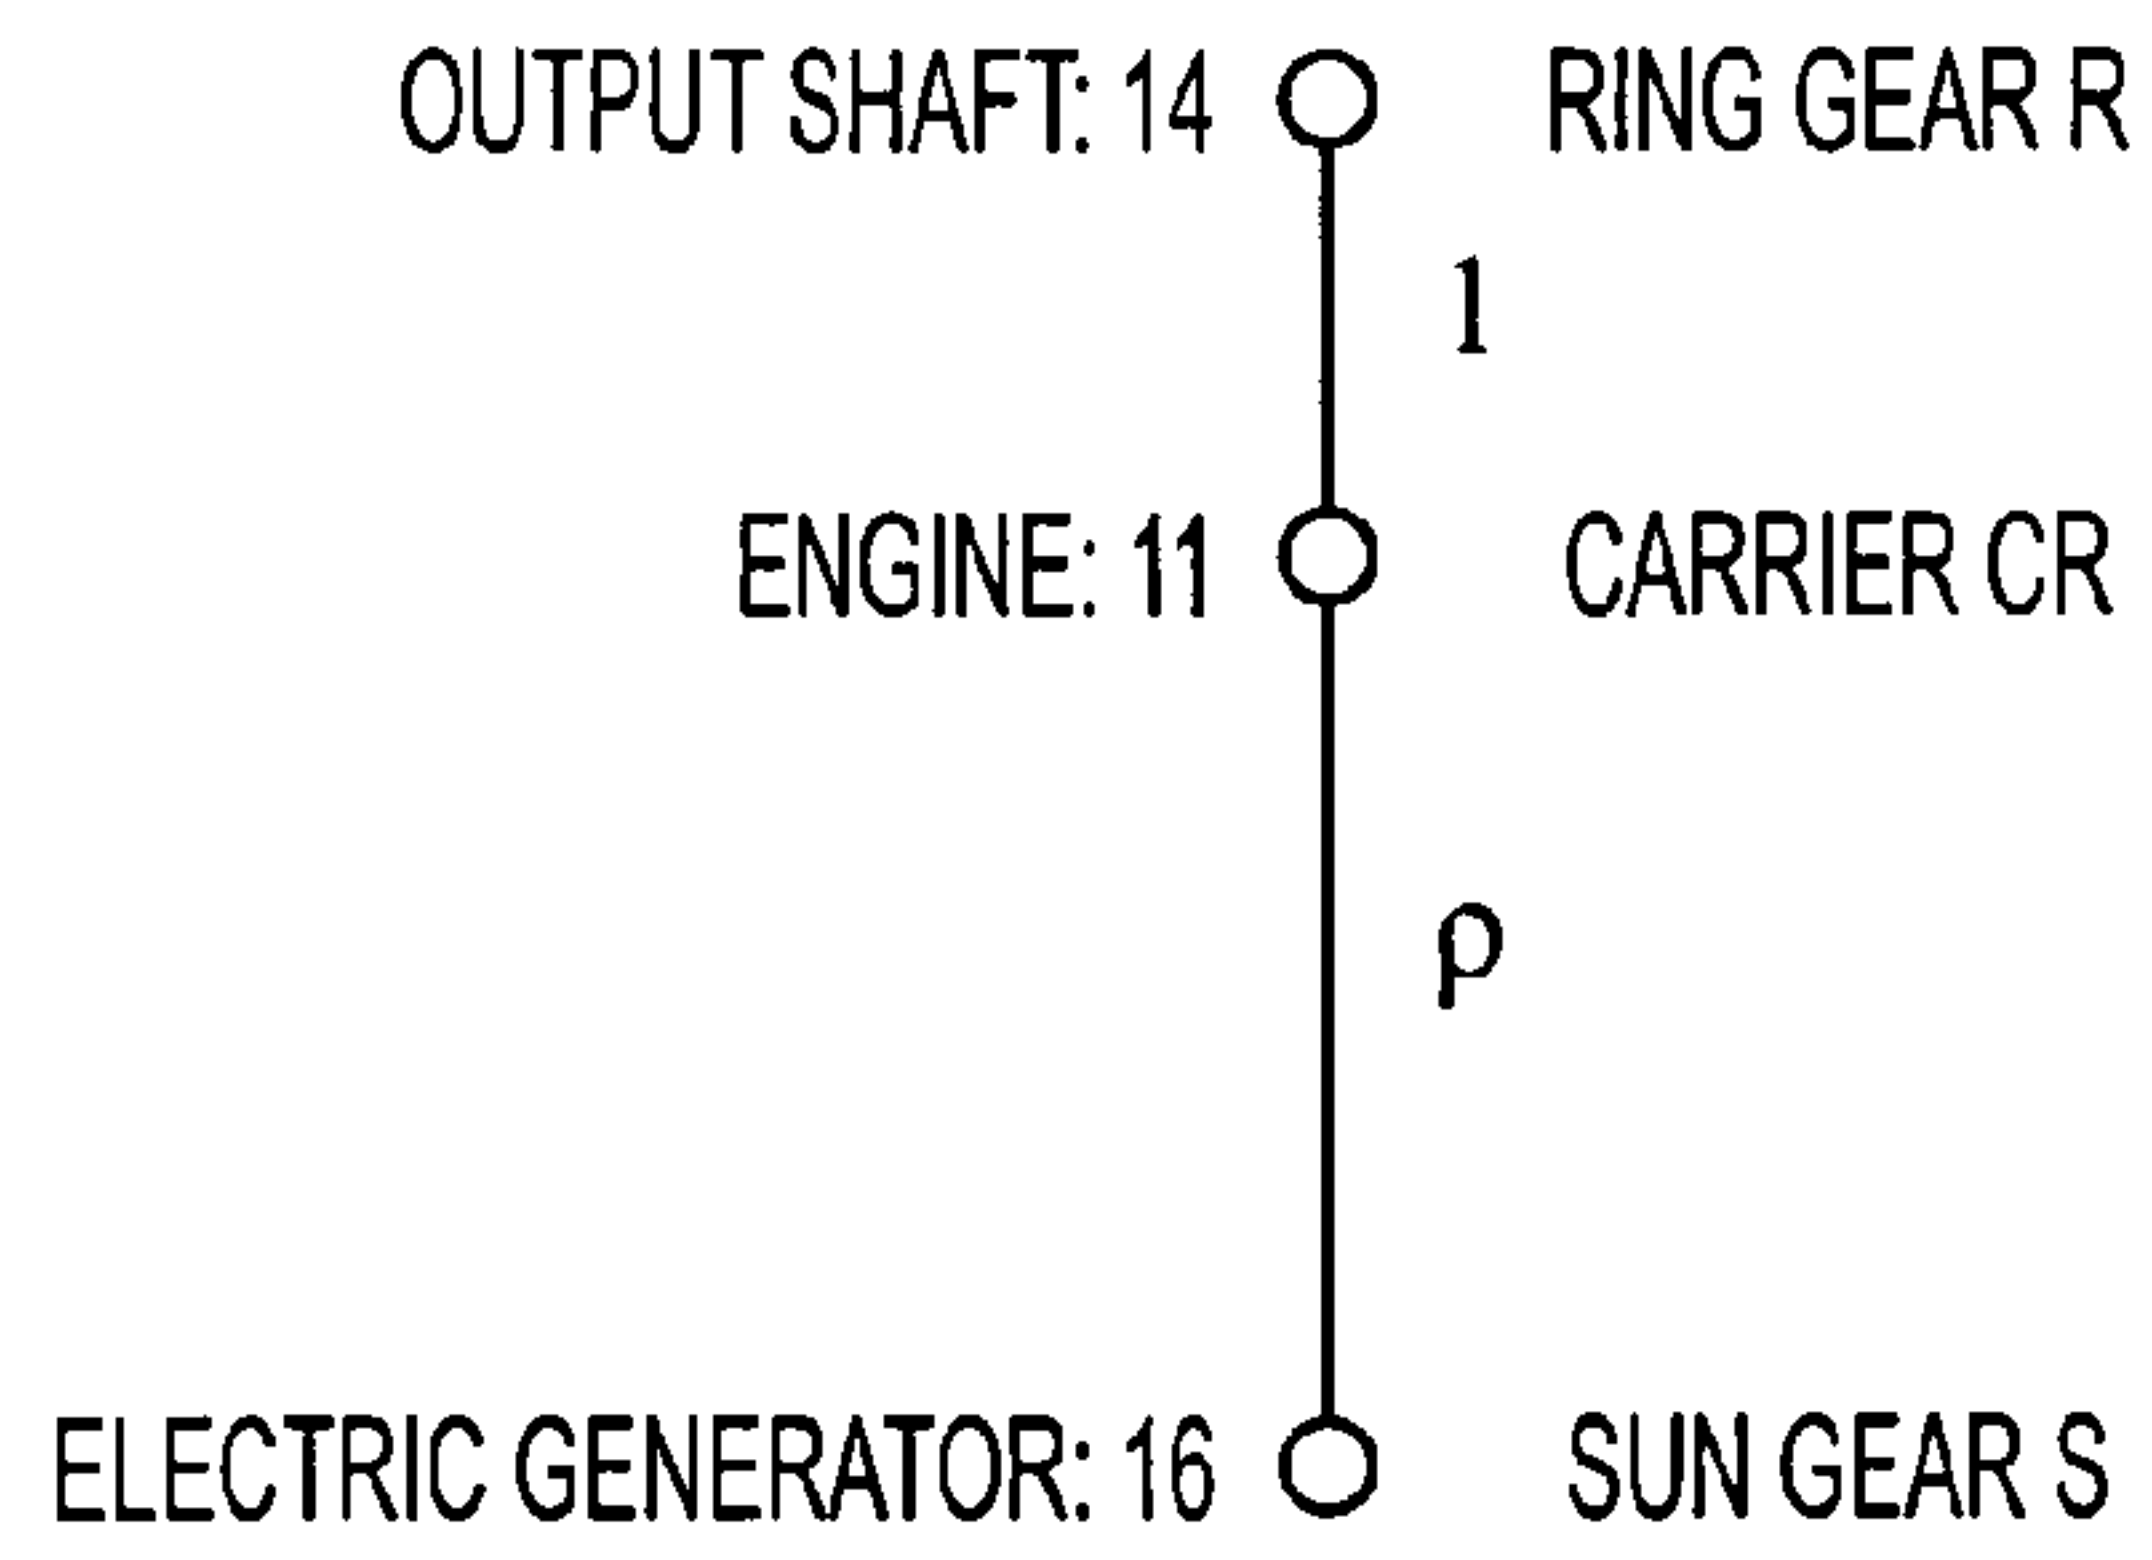 OUTPUT SHAFT: 14 RING GEAR R
1
ENGINE: 11 CARRIER CR
ρ
ELECTRIC GENERATOR: 16 SUN GEAR S